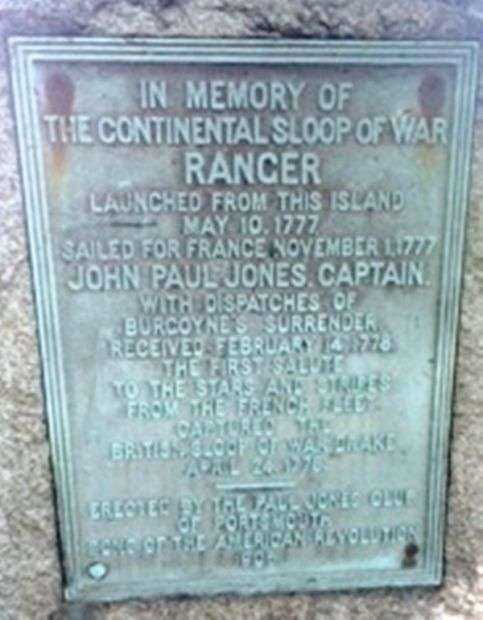 IN MEMORY OF
THE CONTINENTAL SLOOP OF WAR
RANGER
LAUNCHED FROM THIS ISLAND
MAY 10, 1777
SAILED FOR FRANCE NOVEMBER 1, 1777
JOHN PAUL JONES, CAPTAIN,
WITH DISPATCHES OF
BURGOYNE'S SURRENDER.
RECEIVED FEBRUARY 14, 1778
THE FIRST SALUTE
TO THE STARS AND STRIPES
FROM THE FRENCH FLEET.
CAPTURED THE
BRITISH SLOOP OF WAR DRAKE
APRIL 24, 1778
ERECTED BY THE PAUL JONES CLUB
OF PORTSMOUTH
SONS OF THE AMERICAN REVOLUTION